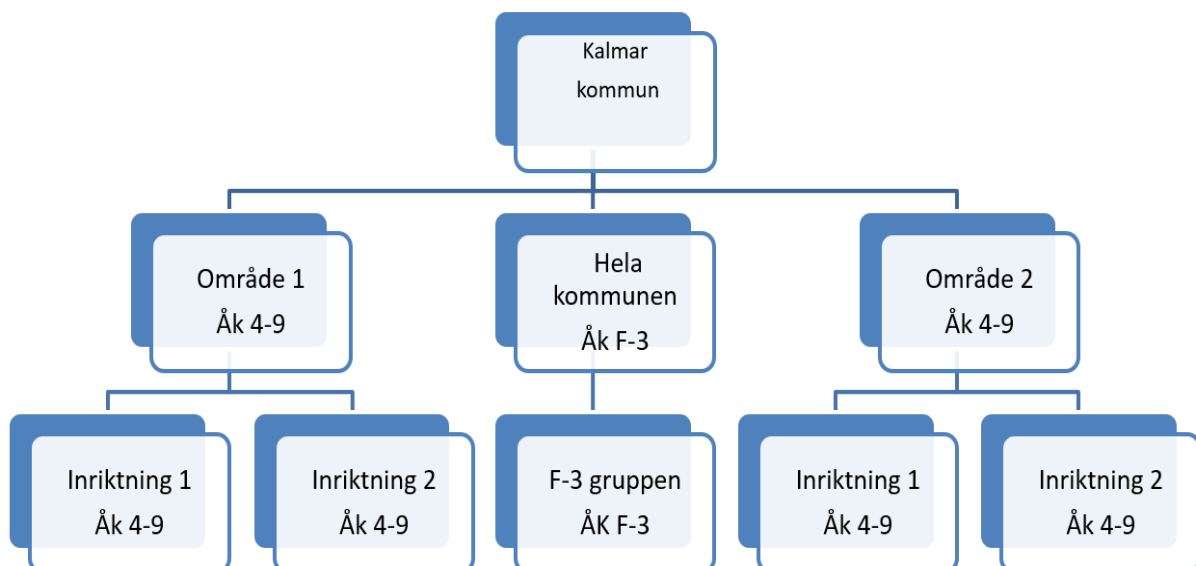 Kalmar
kommun
Område 1
Åk 4-9
Hela
kommunen
Åk F-3
Område 2
Åk 4-9
Inriktning 1
Åk 4-9
Inriktning 2
Åk 4-9
F-3 gruppen
ÅK F-3
Inriktning 1
Åk 4-9
Inriktning 2
Åk 4-9